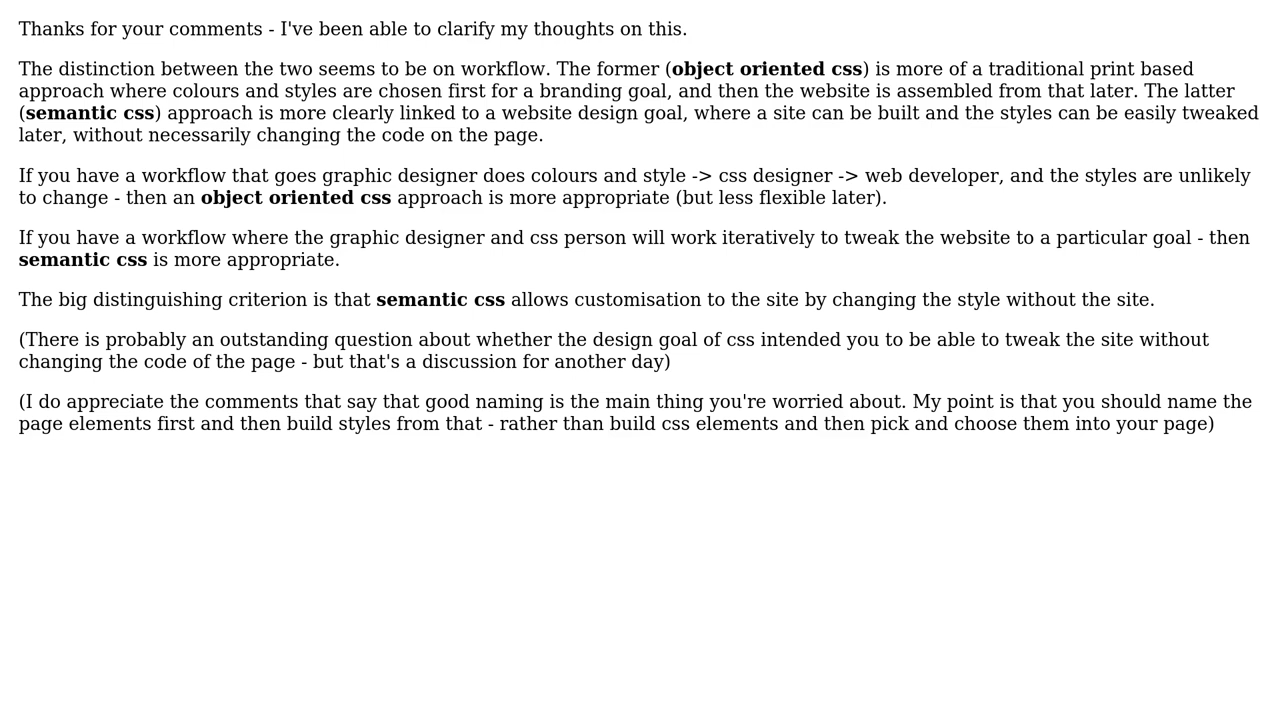 Thanks for your comments - I've been able to clarify my thoughts on this.
The distinction between the two seems to be on workflow. The former (object oriented css) is more of a traditional print based
approach where colours and styles are chosen first for a branding goal, and then the website is assembled from that later. The latter
(semantic css) approach is more clearly linked to a website design goal, where a site can be built and the styles can be easily tweaked
later, without necessarily changing the code on the page.
If you have a workflow that goes graphic designer does colours and style -> css designer -> web developer, and the styles are unlikely
to change - then an object oriented css approach is more appropriate (but less flexible later).
If you have a workflow where the graphic designer and css person will work iteratively to tweak the website to a particular goal - then
semantic css is more appropriate.
The big distinguishing criterion is that semantic css allows customisation to the site by changing the style without the site.
(There is probably an outstanding question about whether the design goal of css intended you to be able to tweak the site without
changing the code of the page - but that's a discussion for another day)
(I do appreciate the comments that say that good naming is the main thing you're worried about. My point is that you should name the
page elements first and then build styles from that - rather than build css elements and then pick and choose them into your page)